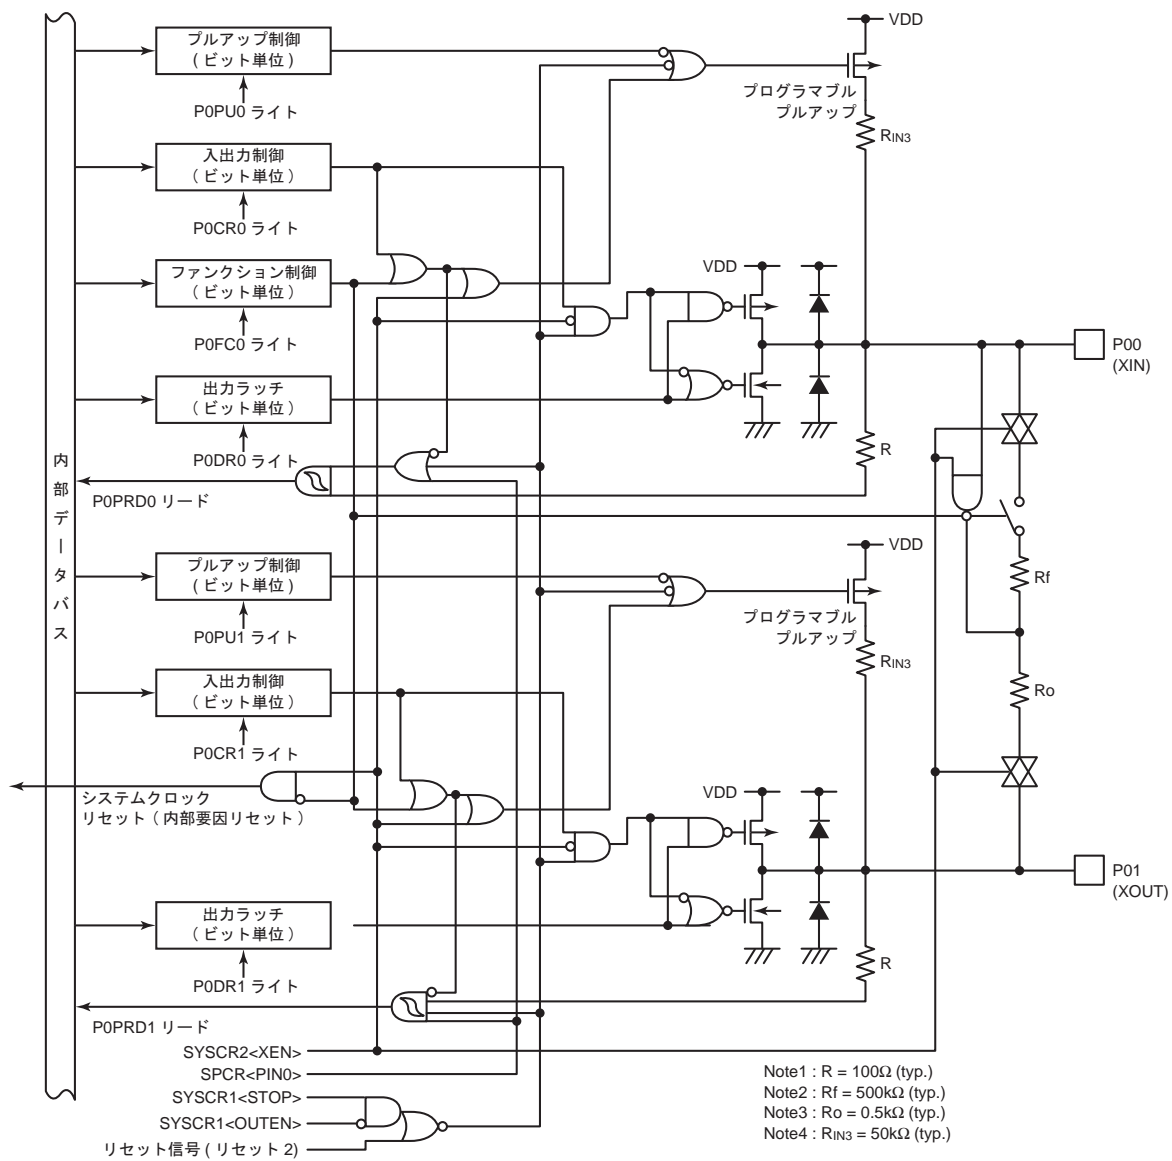 VDD
プルアップ制御
( ビット単位 )
P0PU0 ライト
プログラマブル
プルアップ
RIN3
入出力制御
( ビット単位 )
P0CR0 ライト
ファンクション制御
( ビット単位 )
P0FC0 ライト
VDD
P00
(XIN)
出力ラッチ
( ビット単位 )
P0DR0 ライト
R
内部データバス
P0PRD0 リード
VDD
プルアップ制御
( ビット単位 )
P0PU1 ライト
プログラマブル
プルアップ
Rf
RIN3
入出力制御
( ビット単位 )
P0CR1 ライト
Ro
システムクロック
リセット ( 内部要因リセット )
VDD
P01
(XOUT)
出力ラッチ
( ビット単位 )
P0DR1 ライト
R
P0PRD1 リード
SYSCR2<XEN>
SPCR<PIN0>
SYSCR1<STOP>
SYSCR1<OUTEN>
リセット信号 ( リセット 2)
Note1 : R = 100Ω (typ.)
Note2 : Rf = 500kΩ (typ.)
Note3 : Ro = 0.5kΩ (typ.)
Note4 : RIN3 = 50kΩ (typ.)